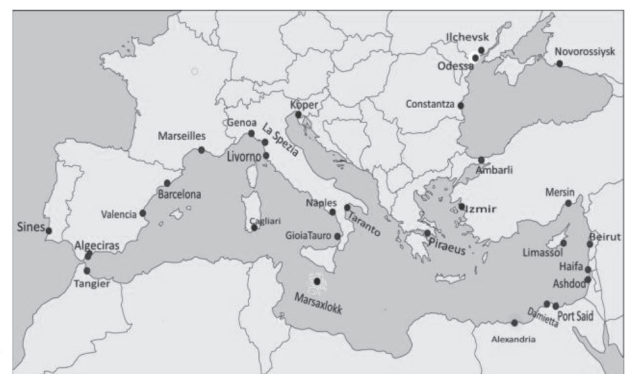 Ilchevsk
Odessa
Novorossiysk
Koper
Constantza
Genoa
La Spezia
Marseilles
Livorno
Ambarli
Barcelona
Mersin
Naples
Izmir
Valencia
Taranto
Cagliari
Sines
GioiaTauro
Piraeus
Beirut
Limassol
Algeciras
Haifa
Tangier
Ashdod
Marsaxlokk
Damietta
Port Said
Alexandria